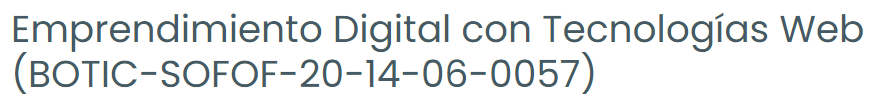 Emprendimiento Digital con Tecnologías Web
(BOTIC-SOFOF-20-14-06-0057)